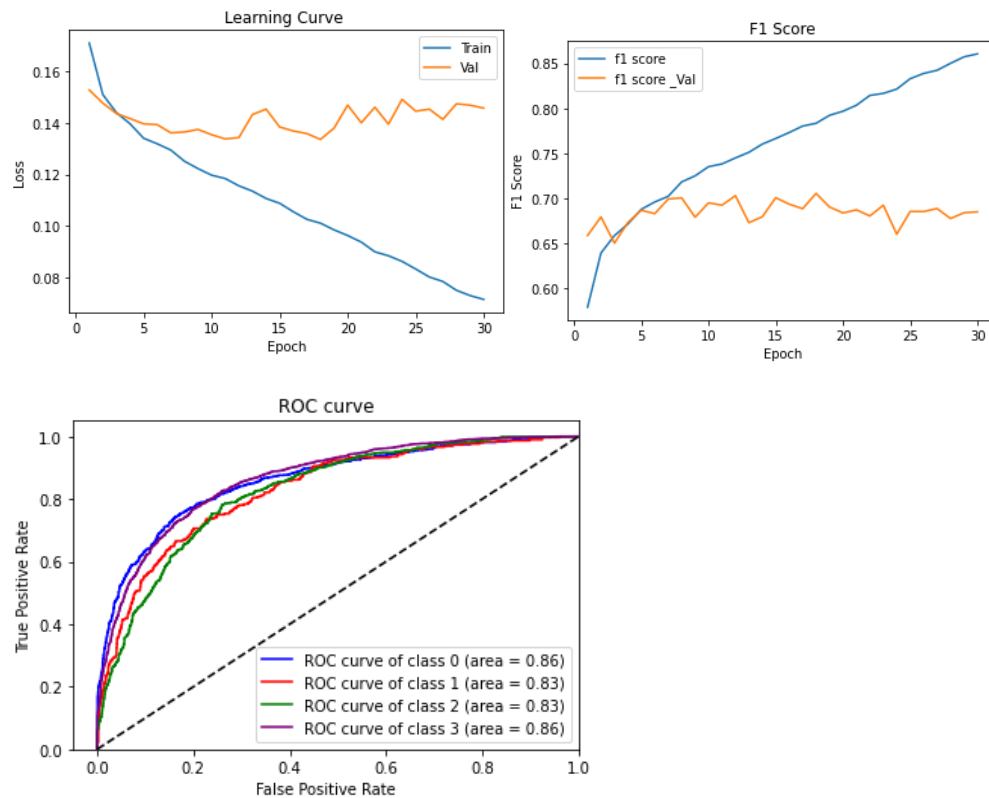 Learning Curve
Train
Val
0.16
0.14
0.12
0.10
0.08
Loss
0 5 10 15 20 25 30
Epoch
F1 Score
f1 score
f1 score _Val
0.85
0.80
0.75
0.70
0.65
0.60
F1 Score
0 5 10 15 20 25 30
Epoch
ROC curve
1.0
0.8
0.6
0.4
0.2
0.0
True Positive Rate
ROC curve of class 0 (area = 0.86)
ROC curve of class 1 (area = 0.83)
ROC curve of class 2 (area = 0.83)
ROC curve of class 3 (area = 0.86)
0.0 0.2 0.4 0.6 0.8 1.0
False Positive Rate